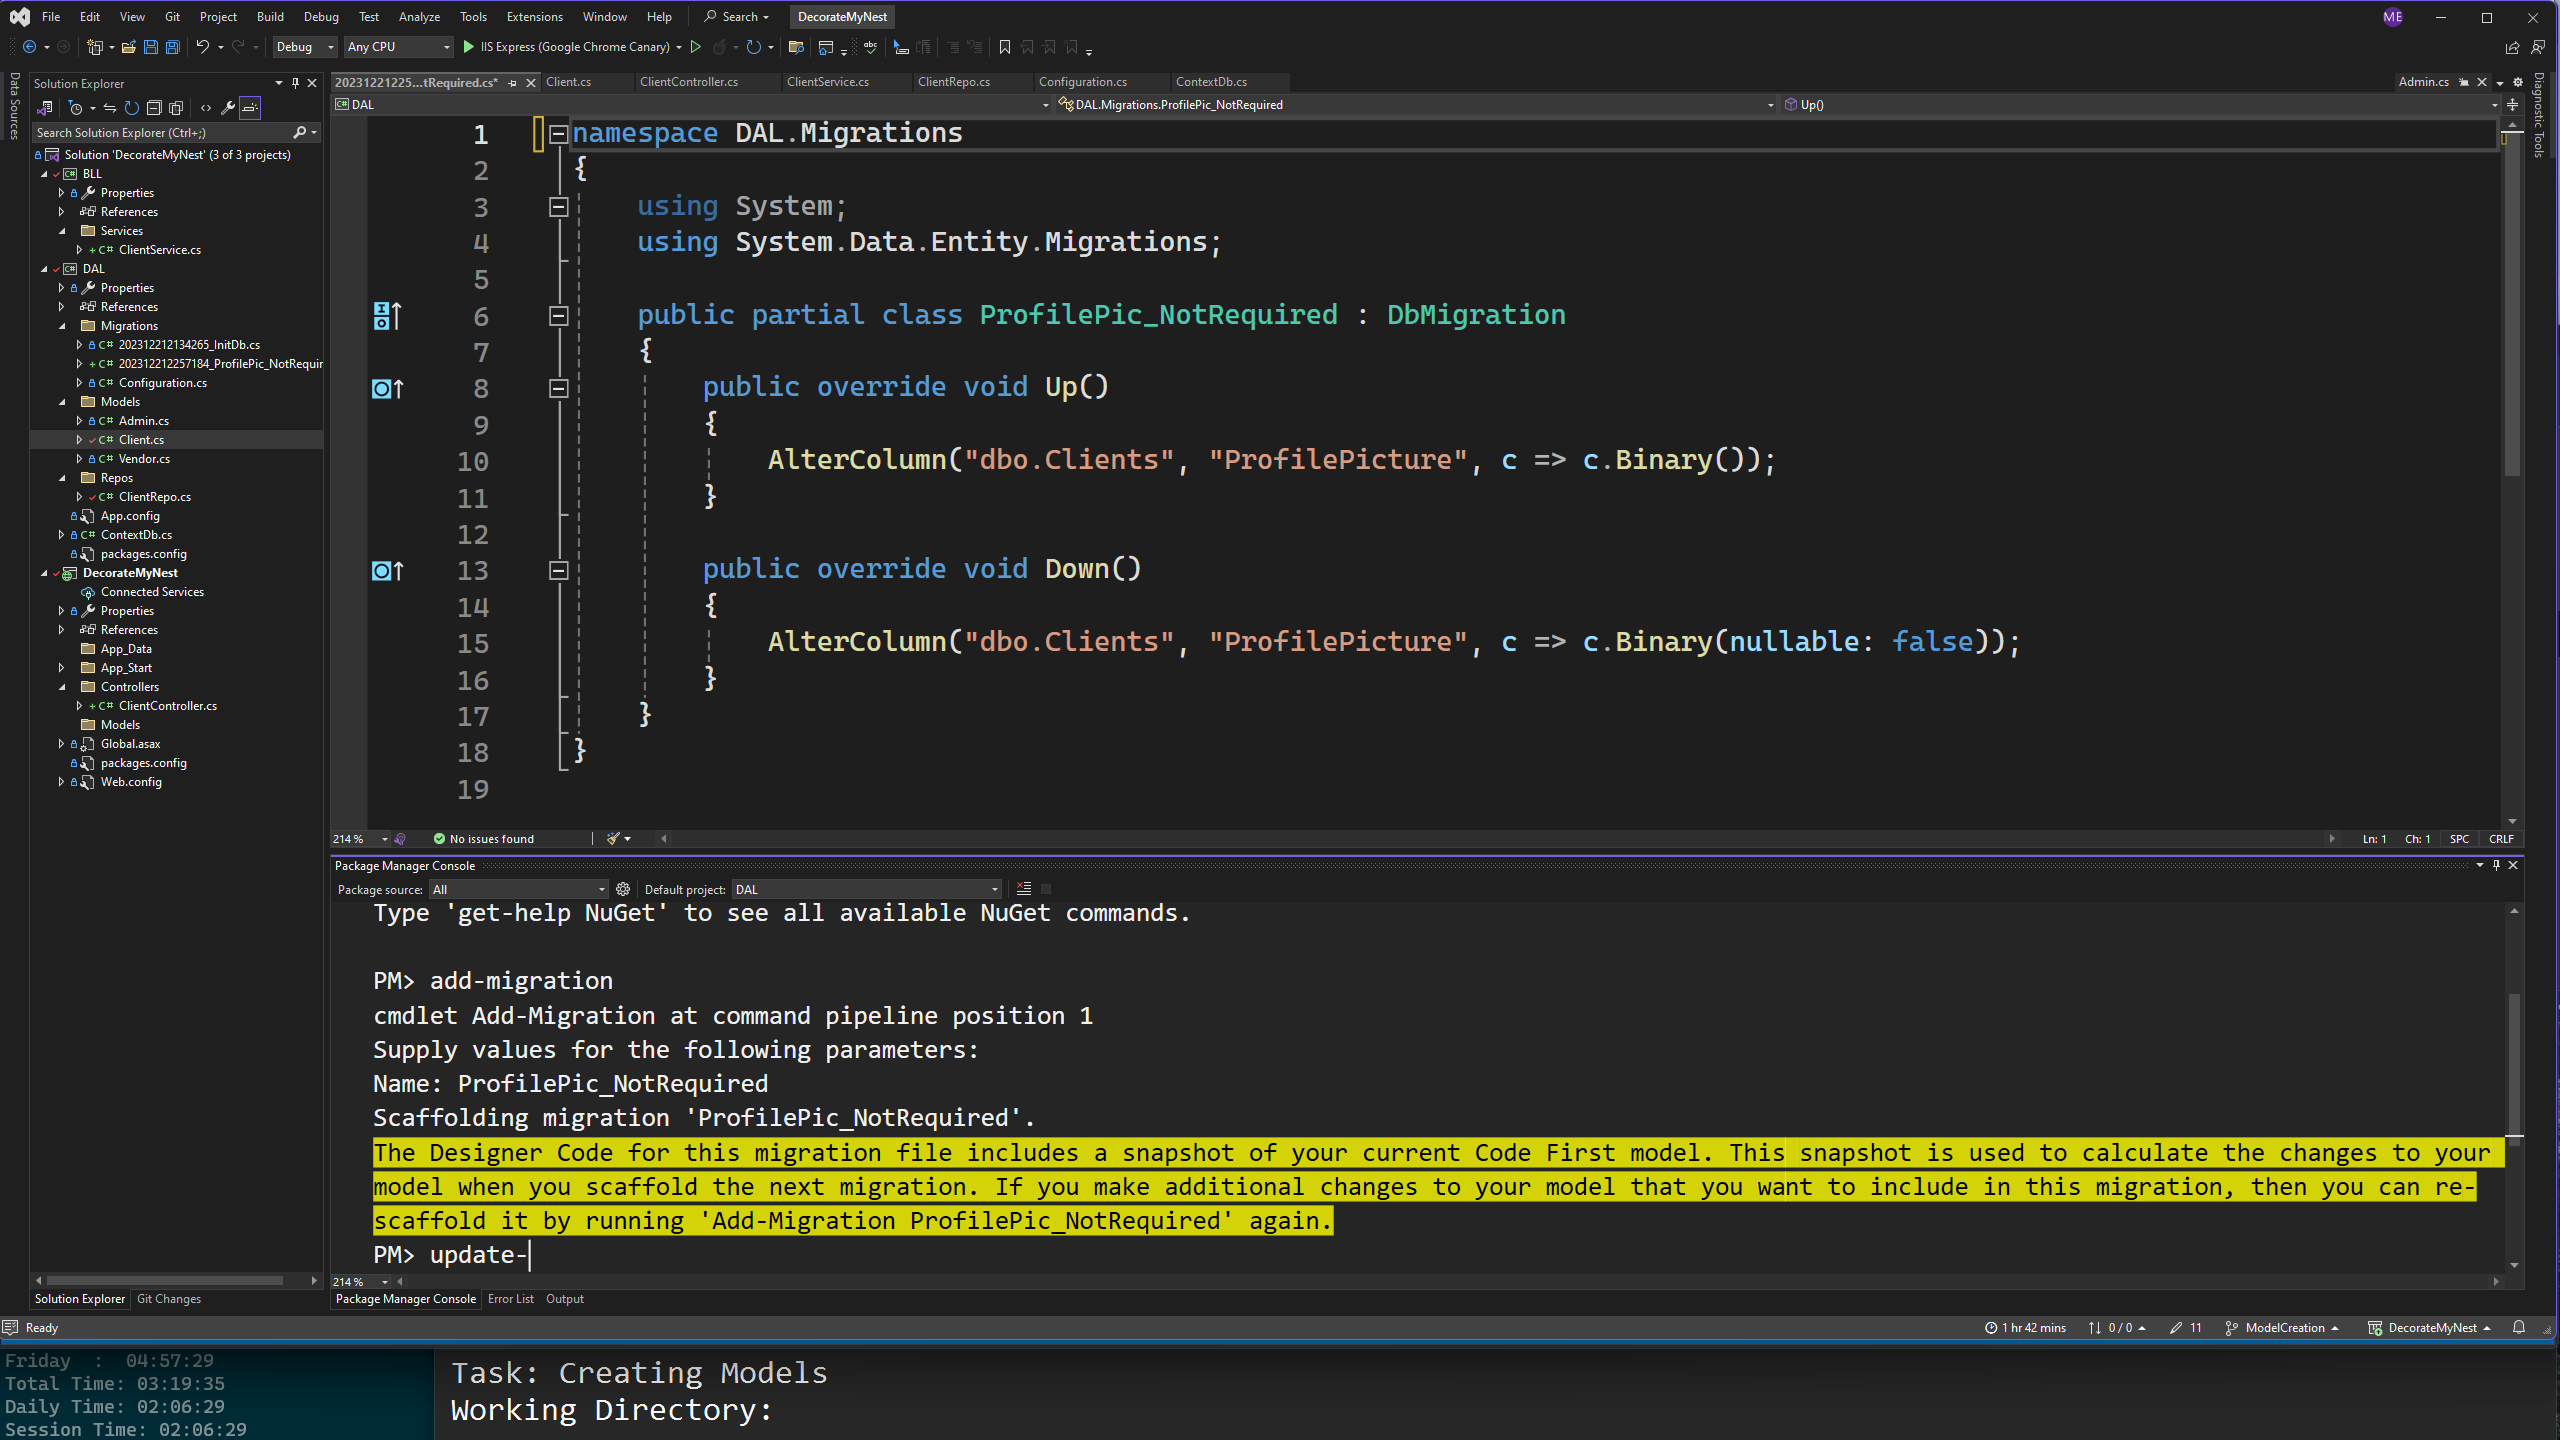 File Edit View Git Project Build Debug Test Analyze Tools Extensions Window Help Search DecorateMyNest ME
Debug Any CPU IIS Express (Google Chrome Canary)
Data Sources
Solution Explorer
Search Solution Explorer (Ctrl+;)
Solution 'DecorateMyNest' (3 of 3 projects)
BLL
Properties
References
Services
ClientService.cs
DAL
Properties
References
Migrations
202312212134265_InitDb.cs
202312212257184_ProfilePic_NotRequir
Configuration.cs
Models
Admin.cs
Client.cs
Vendor.cs
Repos
ClientRepo.cs
App.config
ContextDb.cs
packages.config
DecorateMyNest
Connected Services
Properties
References
App_Data
App_Start
Controllers
ClientController.cs
Models
Global.asax
packages.config
Web.config
Solution Explorer Git Changes
20231221225...tRequired.cs* Client.cs ClientController.cs ClientService.cs ClientRepo.cs Configuration.cs ContextDb.cs Admin.cs
DAL DAL.Migrations.ProfilePic_NotRequired Up()
Diagnostic Tools
1 namespace DAL.Migrations
2 {
3 using System;
4 using System.Data.Entity.Migrations;
5
6 public partial class ProfilePic_NotRequired : DbMigration
7 {
8 public override void Up()
9 {
10 AlterColumn("dbo.Clients", "ProfilePicture", c => c.Binary());
11 }
12
13 public override void Down()
14 {
15 AlterColumn("dbo.Clients", "ProfilePicture", c => c.Binary(nullable: false));
16 }
17 }
18 }
19
214 % No issues found Ln: 1 Ch: 1 SPC CRLF
Package Manager Console
Package source: All Default project: DAL
Type 'get-help NuGet' to see all available NuGet commands.
PM> add-migration
cmdlet Add-Migration at command pipeline position 1
Supply values for the following parameters:
Name: ProfilePic_NotRequired
Scaffolding migration 'ProfilePic_NotRequired'.
The Designer Code for this migration file includes a snapshot of your current Code First model. This snapshot is used to calculate the changes to your
model when you scaffold the next migration. If you make additional changes to your model that you want to include in this migration, then you can re-
scaffold it by running 'Add-Migration ProfilePic_NotRequired' again.
PM> update-
214 %
Package Manager Console Error List Output
Ready 1 hr 42 mins 0 / 0 11 ModelCreation DecorateMyNest
Friday : 04:57:29
Total Time: 03:19:35
Daily Time: 02:06:29
Session Time: 02:06:29
Task: Creating Models
Working Directory: